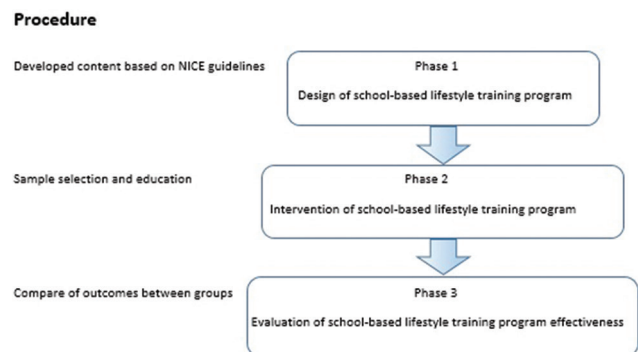 Procedure
Developed content based on NICE guidelines
Phase 1
Design of school-based lifestyle training program
Sample selection and education
Phase 2
Intervention of school-based lifestyle training program
Compare of outcomes between groups
Phase 3
Evaluation of school-based lifestyle training program effectiveness